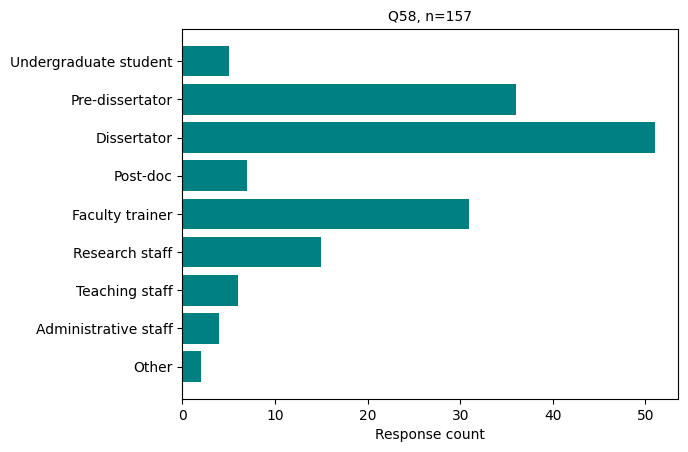 Q58, n=157
Undergraduate student
Pre-dissertator
Dissertator
Post-doc
Faculty trainer
Research staff
Teaching staff
Administrative staff
Other
0 10 20 30 40 50
Response count